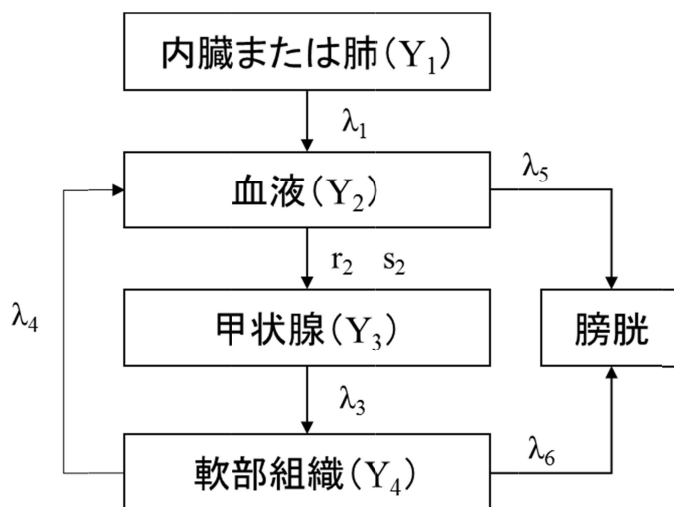 内臓または肺(Y₁)
λ₁
血液(Y₂)
λ₅
r₂ s₂
λ₄
甲状腺(Y₃)
膀胱
λ₃
軟部組織(Y₄)
λ₆